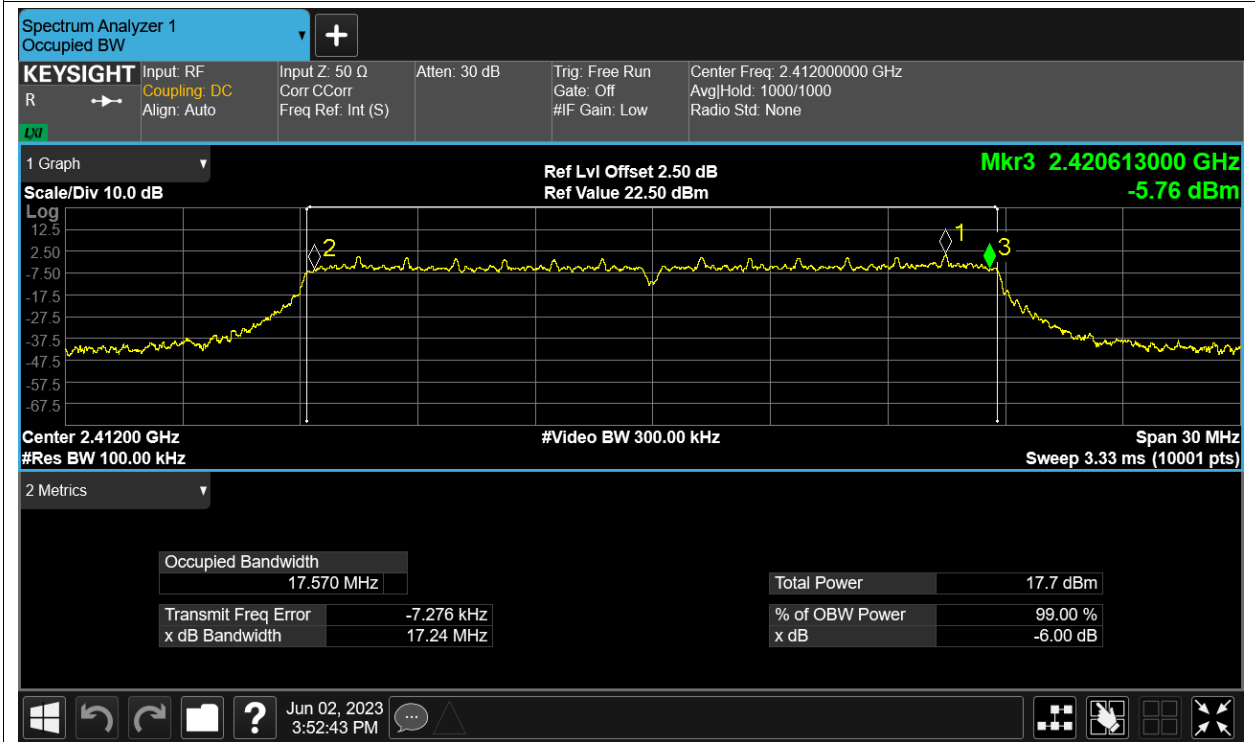 Spectrum Analyzer 1
Occupied BW
KEYSIGHT Input: RF Input Z: 50 Ω Atten: 30 dB Trig: Free Run Center Freq: 2.412000000 GHz
R Coupling: DC Corr CCorr Gate: Off Avg|Hold: 1000/1000
Align: Auto Freq Ref: Int (S) #IF Gain: Low Radio Std: None
LXI
1 Graph Ref Lvl Offset 2.50 dB Mkr3 2.420613000 GHz
Scale/Div 10.0 dB Ref Value 22.50 dBm -5.76 dBm
Log
12.5
2.50
-7.50
-17.5
-27.5
-37.5
-47.5
-57.5
-67.5
2
1
3
Center 2.41200 GHz #Video BW 300.00 kHz Span 30 MHz
#Res BW 100.00 kHz Sweep 3.33 ms (10001 pts)
2 Metrics
Occupied Bandwidth
17.570 MHz Total Power 17.7 dBm
Transmit Freq Error -7.276 kHz % of OBW Power 99.00 %
x dB Bandwidth 17.24 MHz x dB -6.00 dB
? Jun 02, 2023
3:52:43 PM